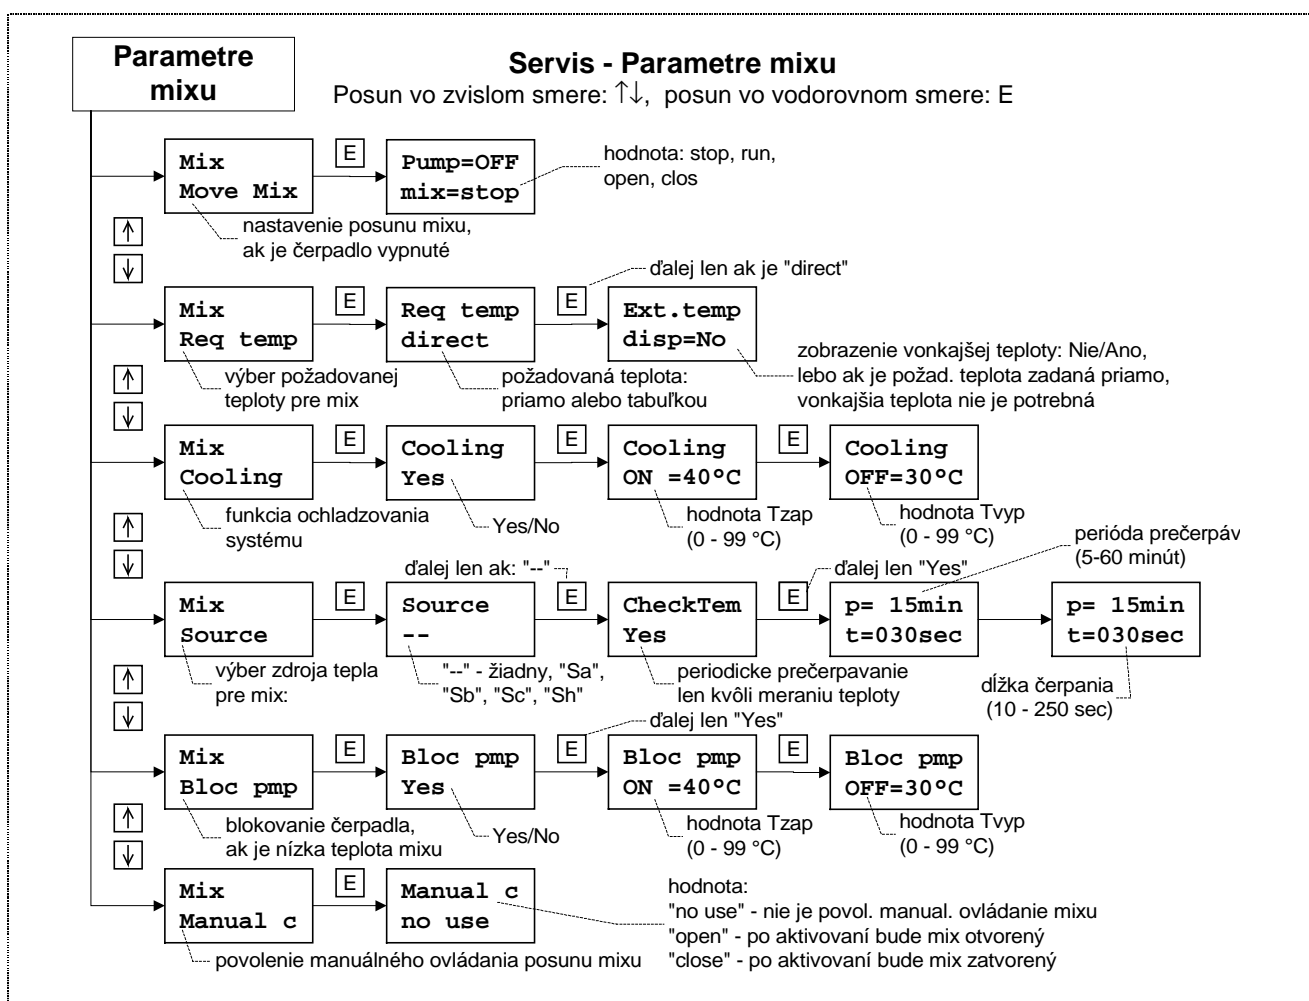 Parametre
mixu
Servis - Parametre mixu
Posun vo zvislom smere: ↑↓, posun vo vodorovnom smere: E
Mix
Move Mix
E
Pump=OFF
mix=stop
hodnota: stop, run,
open, clos
nastavenie posunu mixu,
ak je čerpadlo vypnuté
↑
↓
Mix
Req temp
E
Req temp
direct
E
ďalej len ak je "direct"
Ext.temp
disp=No
výber požadovanej
teploty pre mix
požadovaná teplota:
priamo alebo tabuľkou
zobrazenie vonkajšej teploty: Nie/Ano,
lebo ak je požad. teplota zadaná priamo,
vonkajšia teplota nie je potrebná
↑
↓
Mix
Cooling
E
Cooling
Yes
E
Cooling
ON =40°C
E
Cooling
OFF=30°C
funkcia ochladzovania
systému
Yes/No
hodnota Tzap
(0 - 99 °C)
hodnota Tvyp
(0 - 99 °C)
↑
↓
Mix
Source
E
Source
--
ďalej len ak: "--"
E
CheckTem
Yes
E
ďalej len "Yes"
p= 15min
t=030sec
perióda prečerpáv
(5-60 minút)
p= 15min
t=030sec
výber zdroja tepla
pre mix:
"--" - žiadny, "Sa",
"Sb", "Sc", "Sh"
periodicke prečerpavanie
len kvôli meraniu teploty
dĺžka čerpania
(10 - 250 sec)
↑
↓
Mix
Bloc pmp
E
Bloc pmp
Yes
E
ďalej len "Yes"
Bloc pmp
ON =40°C
E
Bloc pmp
OFF=30°C
blokovanie čerpadla,
ak je nízka teplota mixu
Yes/No
hodnota Tzap
(0 - 99 °C)
hodnota Tvyp
(0 - 99 °C)
↑
↓
Mix
Manual c
E
Manual c
no use
hodnota:
"no use" - nie je povol. manual. ovládanie mixu
"open" - po aktivovaní bude mix otvorený
"close" - po aktivovaní bude mix zatvorený
povolenie manuálného ovládania posunu mixu